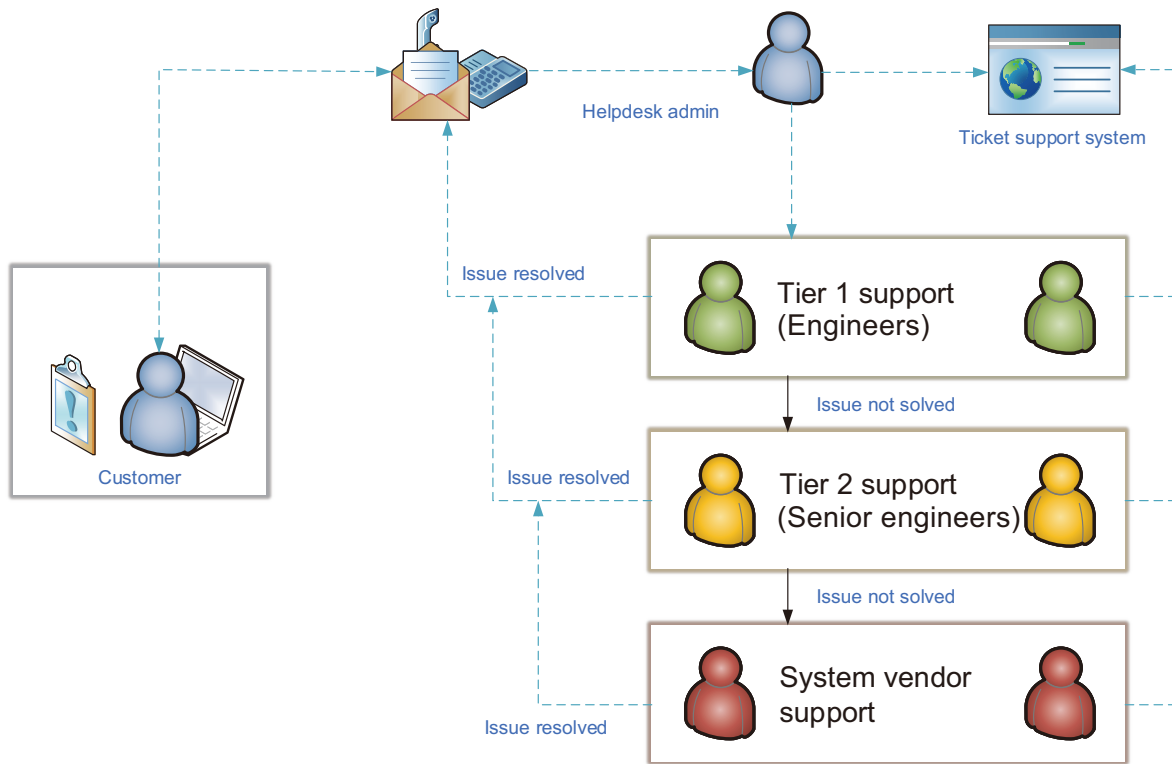 Helpdesk admin
Ticket support system
Issue resolved
Tier 1 support
(Engineers)
Issue not solved
Customer
Issue resolved
Tier 2 support
(Senior engineers)
Issue not solved
System vendor
support
Issue resolved